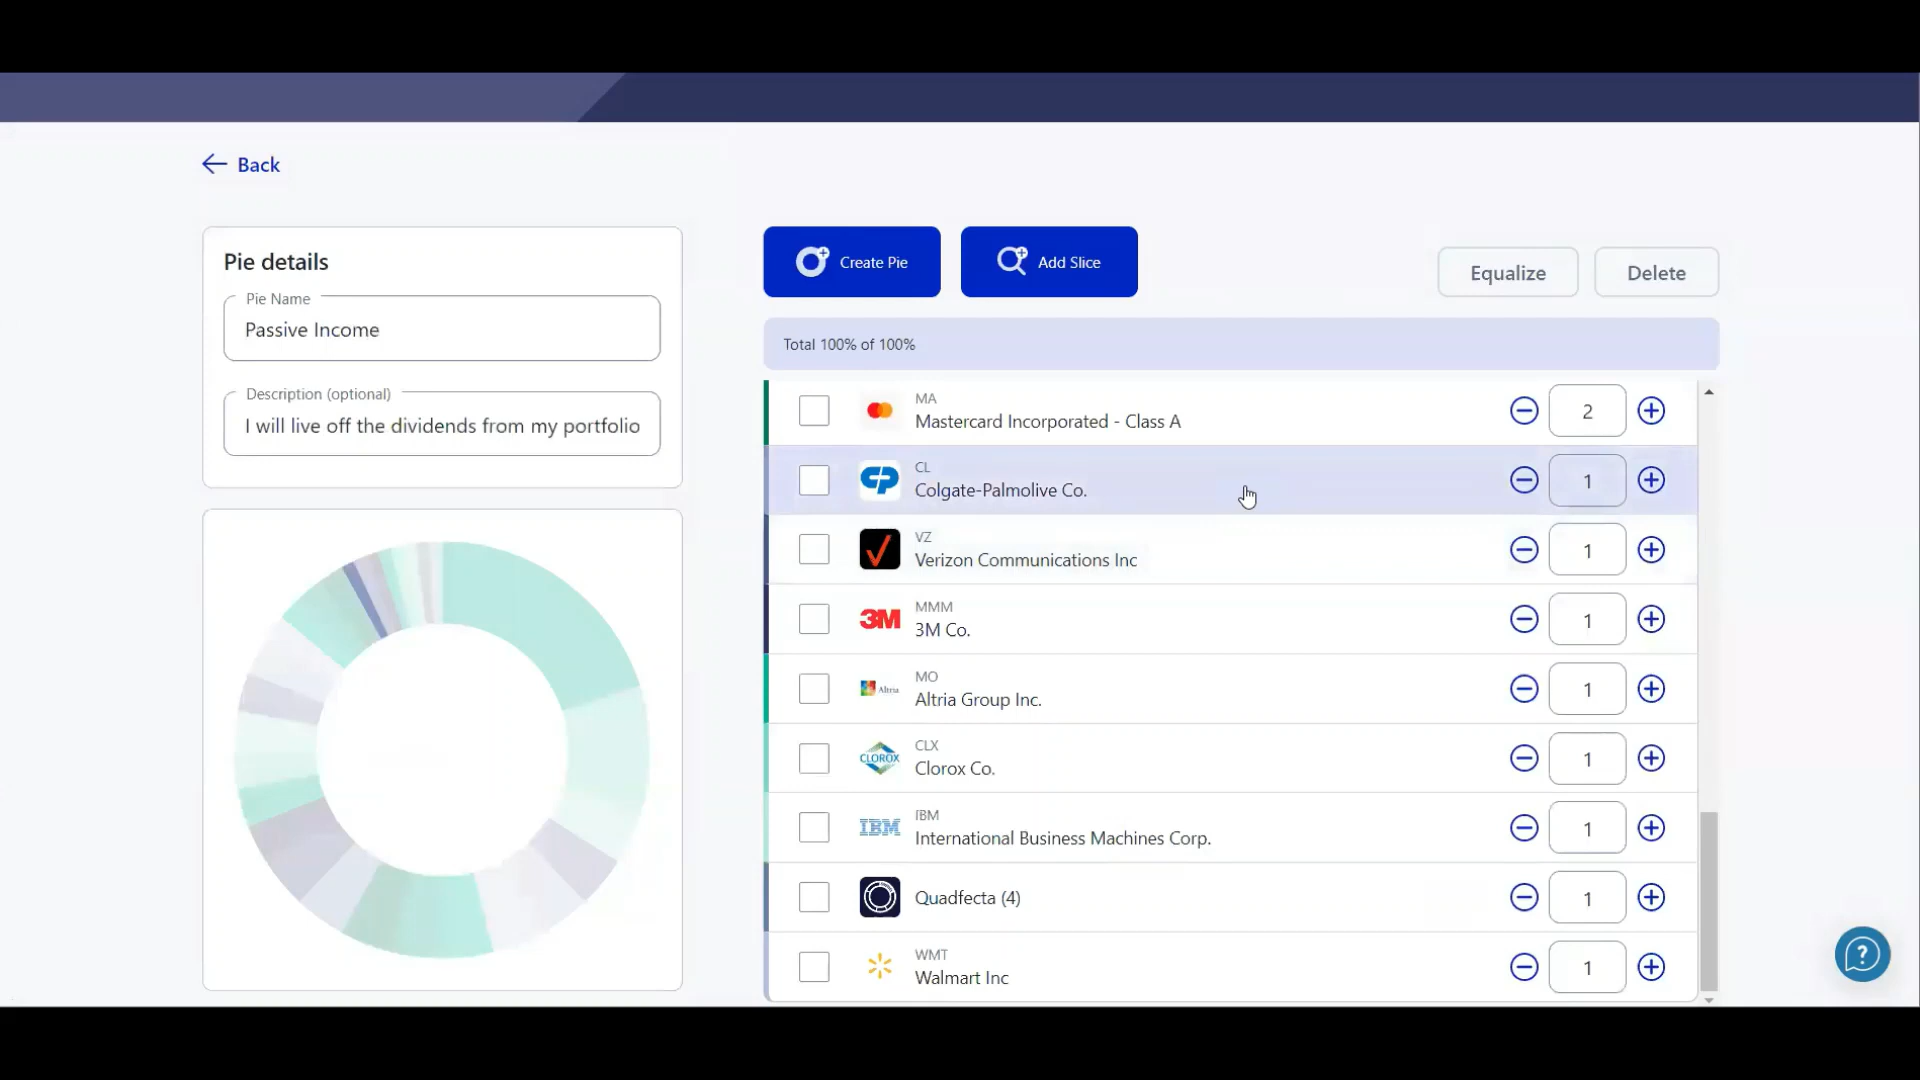 Back
Pie details
Pie Name
Passive Income
Description (optional)
I will live off the dividends from my portfolio
Create Pie
Add Slice
Equalize
Delete
Total 100% of 100%
MA
Mastercard Incorporated - Class A
2
CL
Colgate-Palmolive Co.
1
VZ
Verizon Communications Inc
1
3M
MMM
3M Co.
1
Altria
MO
Altria Group Inc.
1
CLOROX
CLX
Clorox Co.
1
IBM
IBM
International Business Machines Corp.
1
Quadfecta (4)
1
WMT
Walmart Inc
1
?